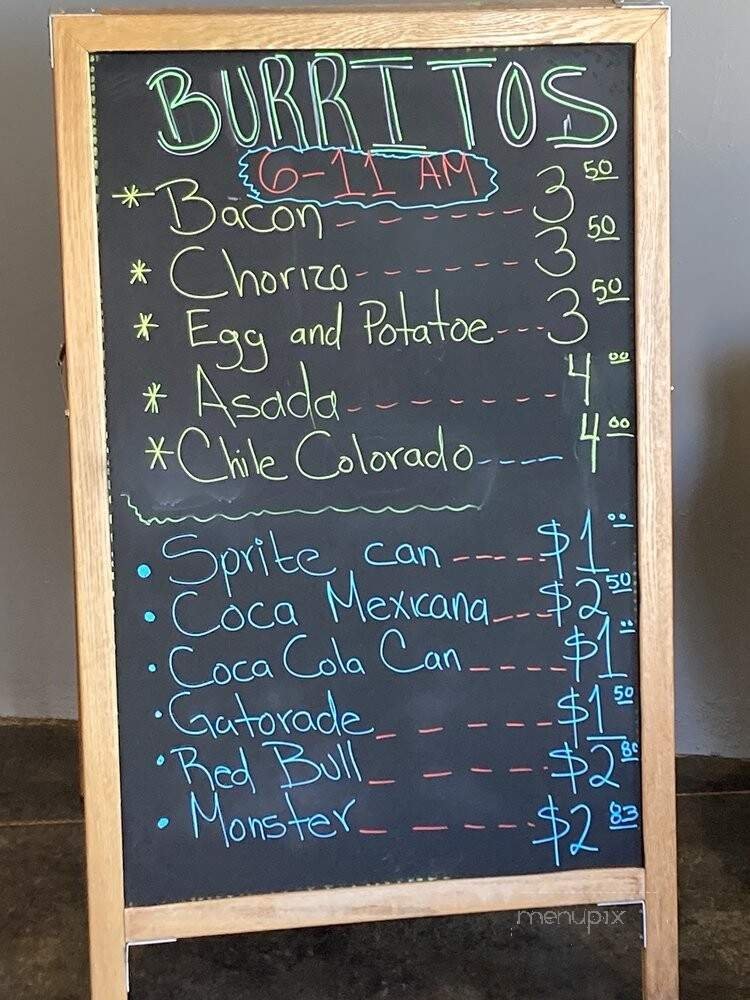 BURRITOS
6-11 AM
* Bacon ------ 3 50
* Chorizo ------ 3 50
* Egg and Potatoe --- 3 50
* Asada ------- 4 00
* Chile Colorado ---- 4 00
• Sprite can ---- $1 00
• Coca Mexicana --- $2 50
• Coca Cola Can ---- $1 00
• Gatorade - - - - - $1 50
• Red Bull - - - - - $2 80
• Monster - - - - - $2 83
menupix